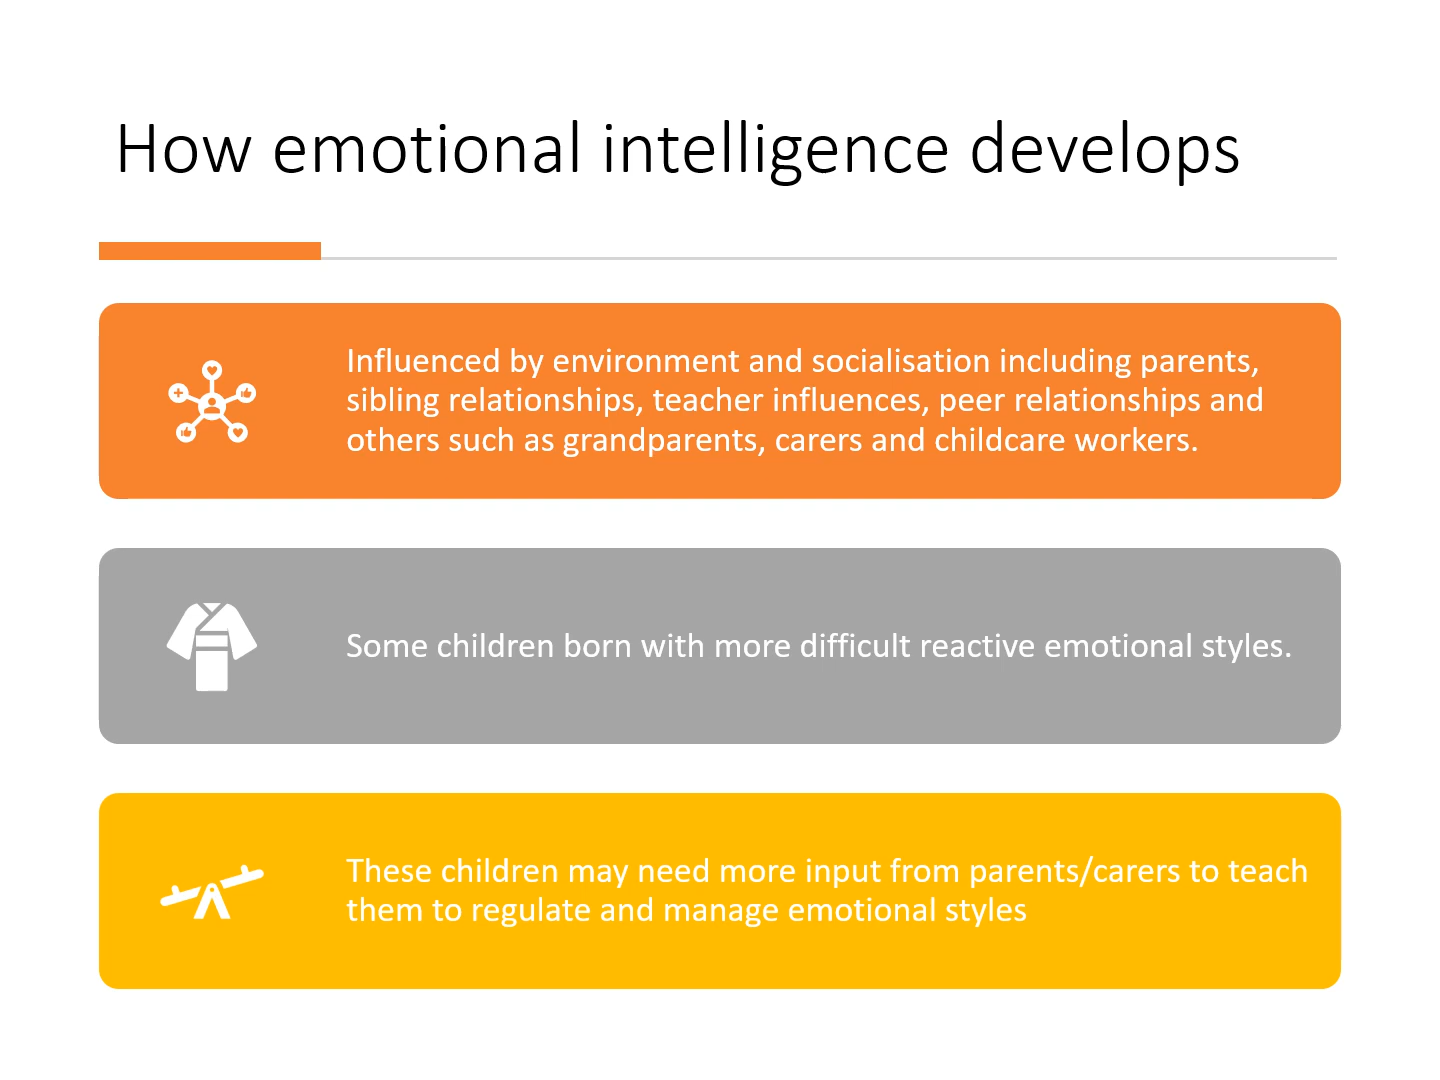 How emotional intelligence develops
Influenced by environment and socialisation including parents,
sibling relationships, teacher influences, peer relationships and
others such as grandparents, carers and childcare workers.
Some children born with more difficult reactive emotional styles.
These children may need more input from parents/carers to teach
them to regulate and manage emotional styles